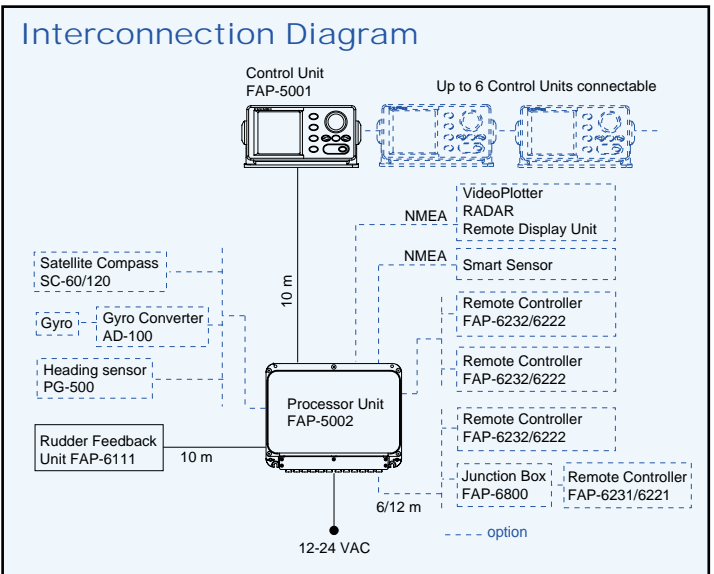 Interconnection Diagram
Control Unit
FAP-5001
Up to 6 Control Units connectable
NMEA
VideoPlotter
RADAR
Remote Display Unit
NMEA
Smart Sensor
Satellite Compass
SC-60/120
10 m
Gyro
Gyro Converter
AD-100
Heading sensor
PG-500
Remote Controller
FAP-6232/6222
Remote Controller
FAP-6232/6222
Processor Unit
FAP-5002
Remote Controller
FAP-6232/6222
Rudder Feedback
Unit FAP-6111
10 m
Junction Box
FAP-6800
Remote Controller
FAP-6231/6221
6/12 m
option
12-24 VAC